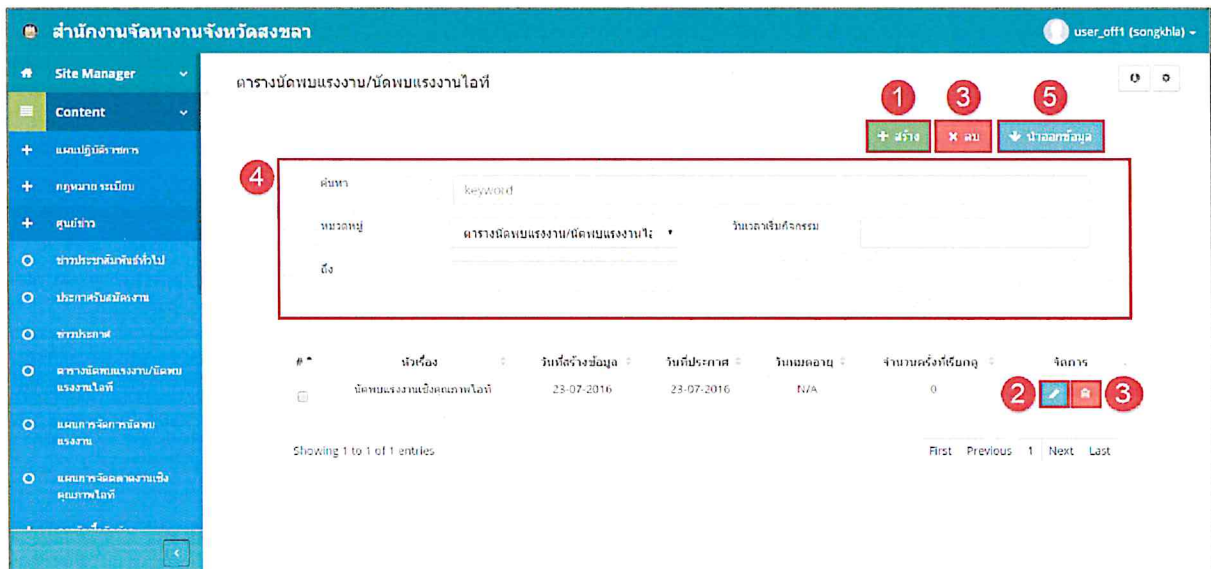 สำนักงานจัดหางานจังหวัดสงขลา
user_off1 (songkhla)
Site Manager
Content
แผนปฏิบัติราชการ
กฎหมาย ระเบียบ
ศูนย์ข่าว
ข่าวประชาสัมพันธ์ทั่วไป
ประกาศรับสมัครงาน
ข่าวประกาศ
ตารางนัดพบแรงงาน/นัดพบ
แรงงานไอที
แผนการจัดการนัดพบ
แรงงาน
แผนการจัดตลาดงานเชิง
คุณภาพไอที
ตารางนัดพบแรงงาน/นัดพบแรงงานไอที
1
3
5
+ สร้าง
ลบ
นำออกข้อมูล
4
ค้นหา
keyword
หมวดหมู่
ตารางนัดพบแรงงาน/นัดพบแรงงานไอ
วันเวลาเริ่มกิจกรรม
ถึง
#
หัวเรื่อง
วันที่สร้างข้อมูล
วันที่ประกาศ
วันหมดอายุ
จำนวนครั้งที่เรียกดู
จัดการ
นัดพบแรงงานเชิงคุณภาพไอที
23-07-2016
23-07-2016
N/A
0
2
3
Showing 1 to 1 of 1 entries
First Previous 1 Next Last